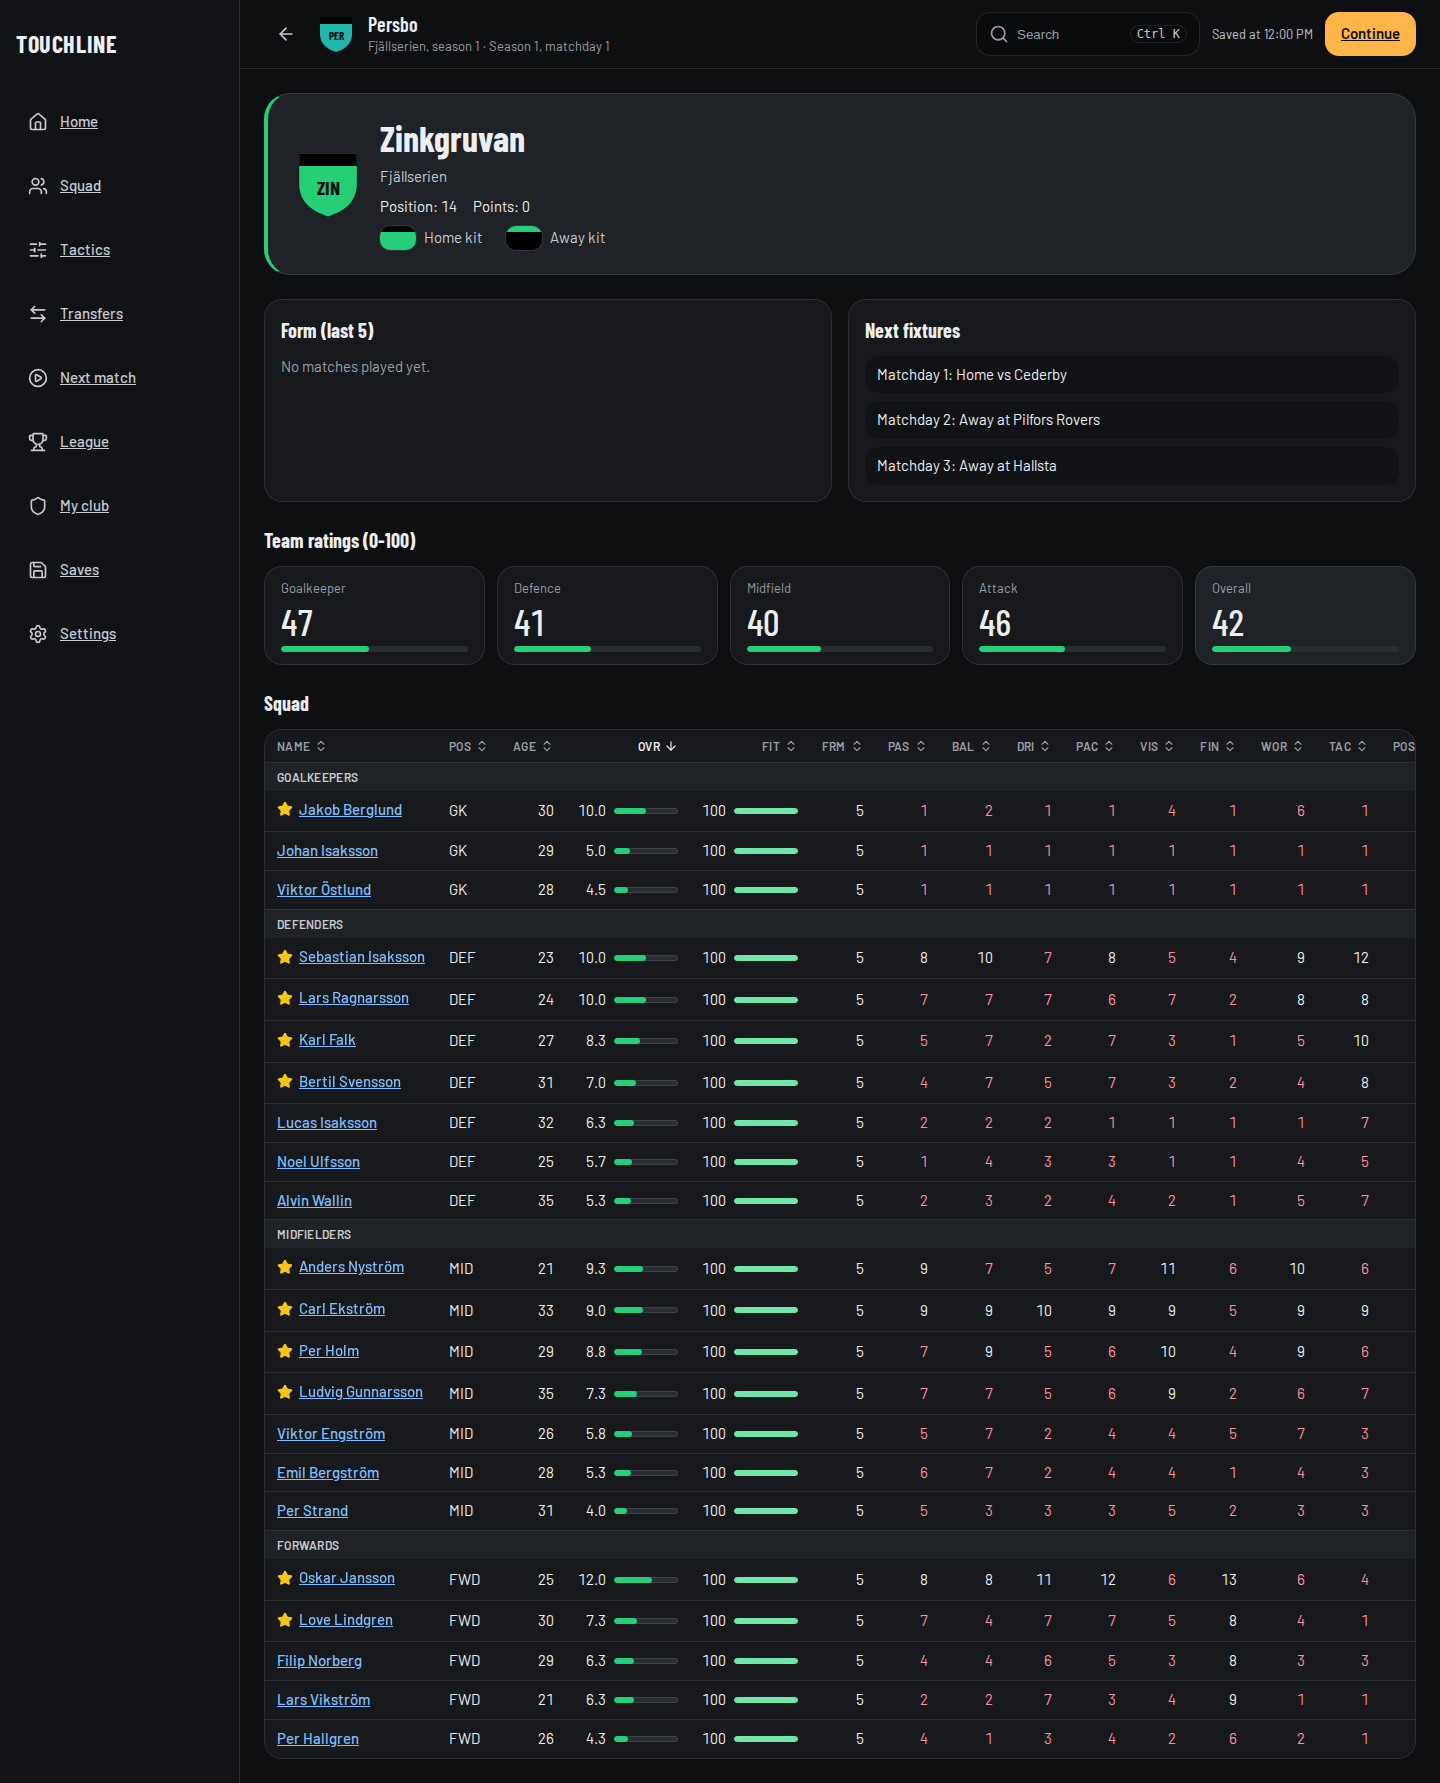 TOUCHLINE
Home
Squad
Tactics
Transfers
Next match
League
My club
Saves
Settings
PER
Persbo
Fjällserien, season 1 · Season 1, matchday 1
Search
Ctrl K
Saved at 12:00 PM
Continue
ZIN
Zinkgruvan
Fjällserien
Position: 14 Points: 0
Home kit Away kit
Form (last 5)
No matches played yet.
Next fixtures
Matchday 1: Home vs Cederby
Matchday 2: Away at Pilfors Rovers
Matchday 3: Away at Hallsta
Team ratings (0-100)
Goalkeeper
47
Defence
41
Midfield
40
Attack
46
Overall
42
Squad
NAME POS AGE OVR FIT FRM PAS BAL DRI PAC VIS FIN WOR TAC POS
GOALKEEPERS
Jakob Berglund GK 30 10.0 100 5 1 2 1 1 4 1 6 1
Johan Isaksson GK 29 5.0 100 5 1 1 1 1 1 1 1 1
Viktor Östlund GK 28 4.5 100 5 1 1 1 1 1 1 1 1
DEFENDERS
Sebastian Isaksson DEF 23 10.0 100 5 8 10 7 8 5 4 9 12
Lars Ragnarsson DEF 24 10.0 100 5 7 7 7 6 7 2 8 8
Karl Falk DEF 27 8.3 100 5 5 7 2 7 3 1 5 10
Bertil Svensson DEF 31 7.0 100 5 4 7 5 7 3 2 4 8
Lucas Isaksson DEF 32 6.3 100 5 2 2 2 1 1 1 1 7
Noel Ulfsson DEF 25 5.7 100 5 1 4 3 3 1 1 4 5
Alvin Wallin DEF 35 5.3 100 5 2 3 2 4 2 1 5 7
MIDFIELDERS
Anders Nyström MID 21 9.3 100 5 9 7 5 7 11 6 10 6
Carl Ekström MID 33 9.0 100 5 9 9 10 9 9 5 9 9
Per Holm MID 29 8.8 100 5 7 9 5 6 10 4 9 6
Ludvig Gunnarsson MID 35 7.3 100 5 7 7 5 6 9 2 6 7
Viktor Engström MID 26 5.8 100 5 5 7 2 4 4 5 7 3
Emil Bergström MID 28 5.3 100 5 6 7 2 4 4 1 4 3
Per Strand MID 31 4.0 100 5 5 3 3 3 5 2 3 3
FORWARDS
Oskar Jansson FWD 25 12.0 100 5 8 8 11 12 6 13 6 4
Love Lindgren FWD 30 7.3 100 5 7 4 7 7 5 8 4 1
Filip Norberg FWD 29 6.3 100 5 4 4 6 5 3 8 3 3
Lars Vikström FWD 21 6.3 100 5 2 2 7 3 4 9 1 1
Per Hallgren FWD 26 4.3 100 5 4 1 3 4 2 6 2 1